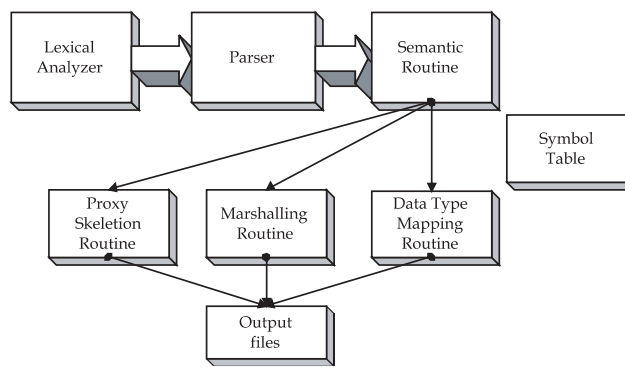 Lexical
Analyzer
Parser
Semantic
Routine
Symbol
Table
Proxy
Skeletion
Routine
Marshalling
Routine
Data Type
Mapping
Routine
Output
files